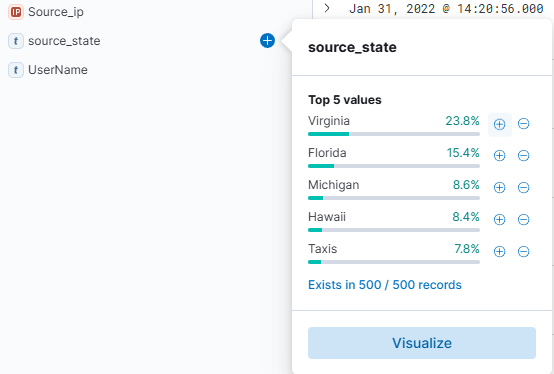 IP Source_ip
Jan 31, 2022 @ 14:20:56.000
t source_state
source_state
t UserName
Top 5 values
Virginia 23.8%
Florida 15.4%
Michigan 8.6%
Hawaii 8.4%
Taxis 7.8%
Exists in 500 / 500 records
Visualize